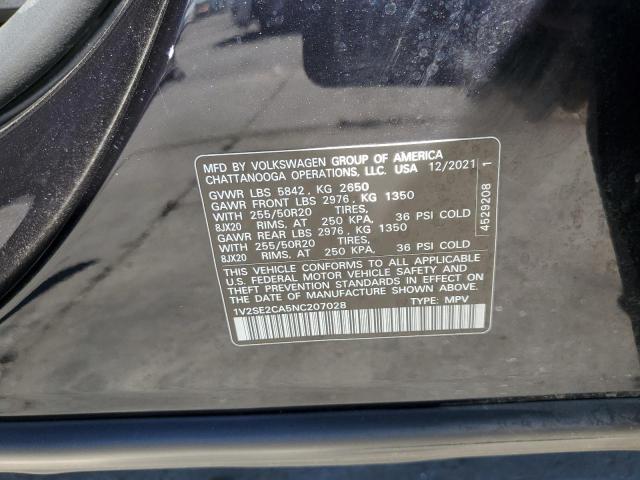 MFD BY VOLKSWAGEN GROUP OF AMERICA
CHATTANOOGA OPERATIONS, LLC. USA 12/2021
GVWR LBS 5842, KG 2650
GAWR FRONT LBS 2976, KG 1350
WITH 255/50R20 TIRES,
8JX20 RIMS, AT 250 KPA, 36 PSI COLD
GAWR REAR LBS 2976, KG 1350
WITH 255/50R20 TIRES,
8JX20 RIMS, AT 250 KPA, 36 PSI COLD
THIS VEHICLE CONFORMS TO ALL APPLICABLE
U.S. FEDERAL MOTOR VEHICLE SAFETY AND
THEFT PREVENTION STANDARDS IN EFFECT ON
THE DATE OF MANUFACTURE SHOWN ABOVE.
1V2SE2CA5NC207028 TYPE: MPV
4529208 1